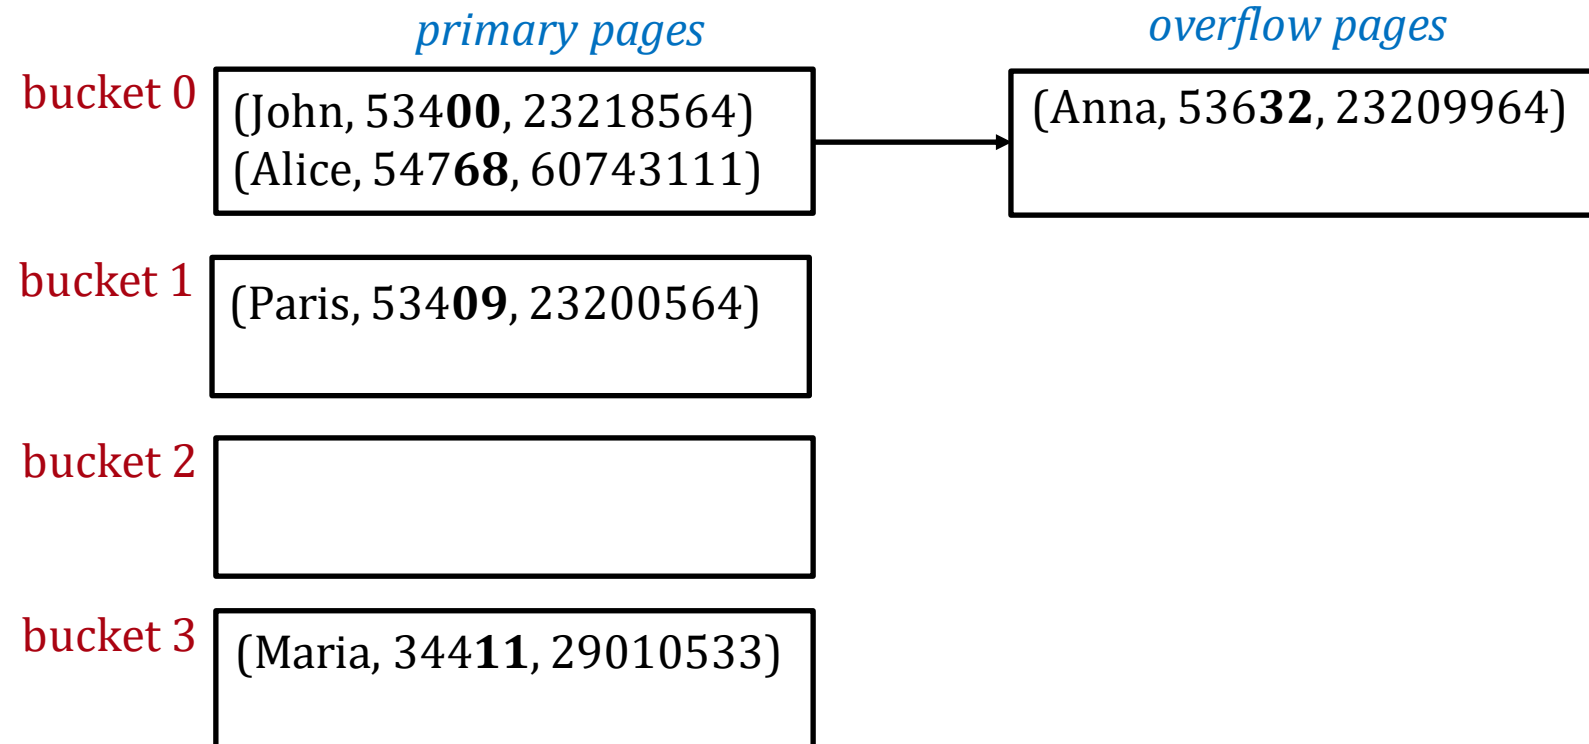 primary pages
overflow pages
bucket 0
(John, 53400, 23218564)
(Alice, 54768, 60743111)
(Anna, 53632, 23209964)
bucket 1
(Paris, 53409, 23200564)
bucket 2
bucket 3
(Maria, 34411, 29010533)